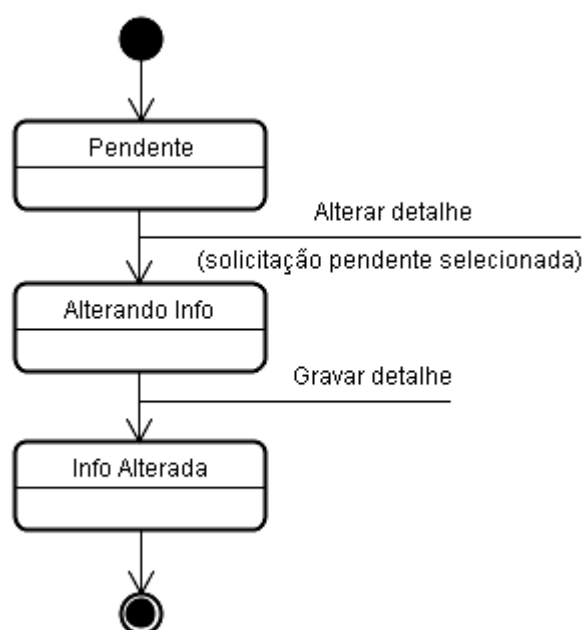 Pendente
Alterar detalhe
(solicitação pendente selecionada)
Alterando Info
Gravar detalhe
Info Alterada